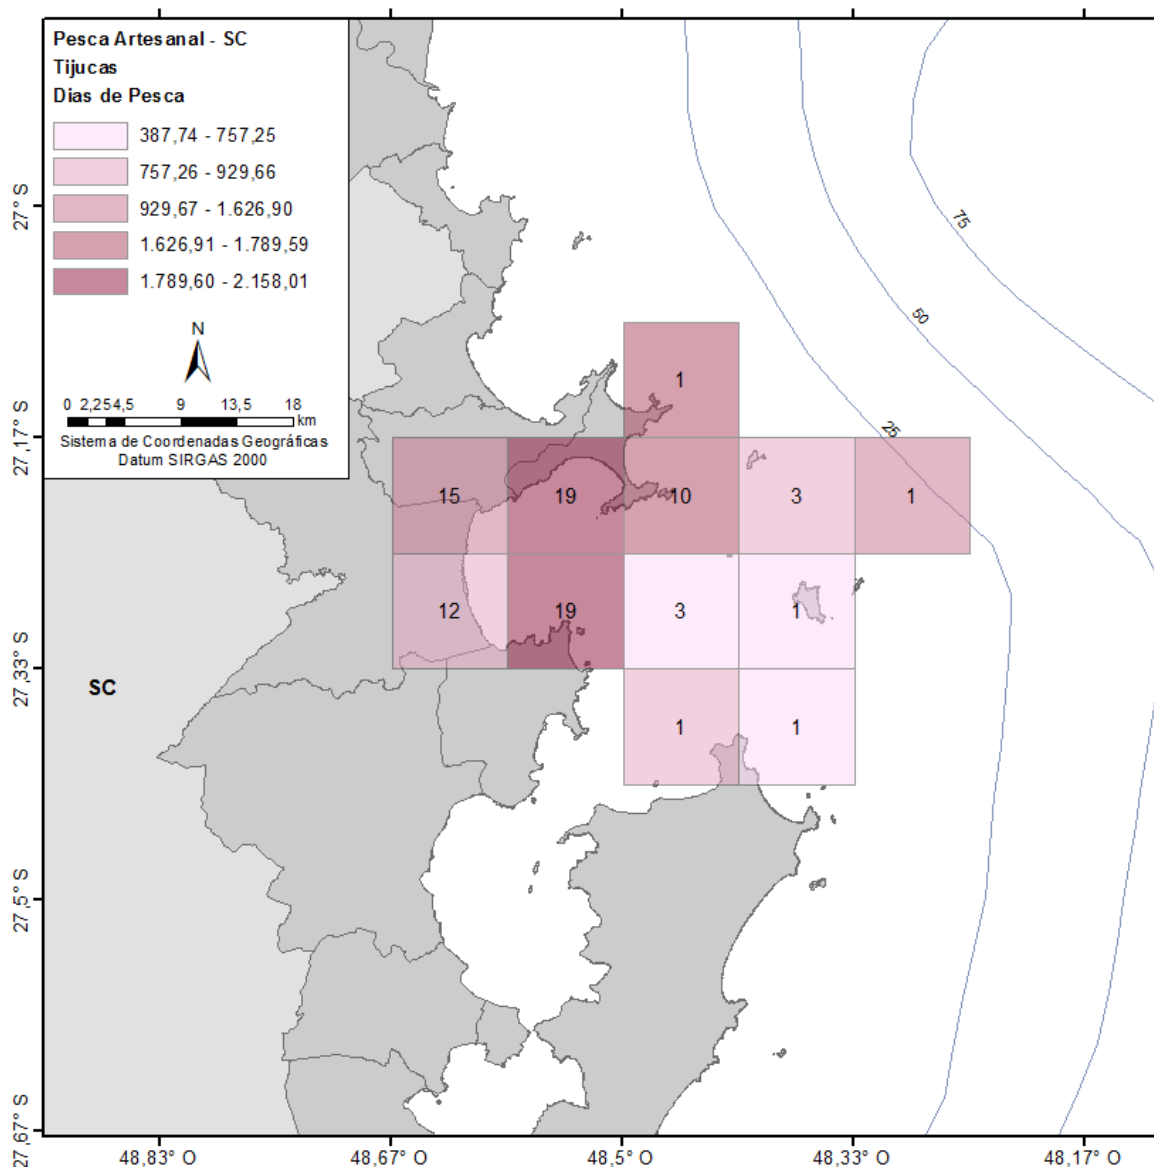 Pesca Artesanal - SC
Tijucas
Dias de Pesca
387,74 - 757,25
757,26 - 929,66
929,67 - 1.626,90
1.626,91 - 1.789,59
1.789,60 - 2.158,01
N
0 2,254,5 9 13,5 18
km
Sistema de Coordenadas Geográficas
Datum SIRGAS 2000
27° S
27,17° S
27,33° S
27,5° S
27,67° S
75
50
25
1
15 19 10 3 1
12 19 3 1
1 1
SC
48,83° O 48,67° O 48,5° O 48,33° O 48,17° O